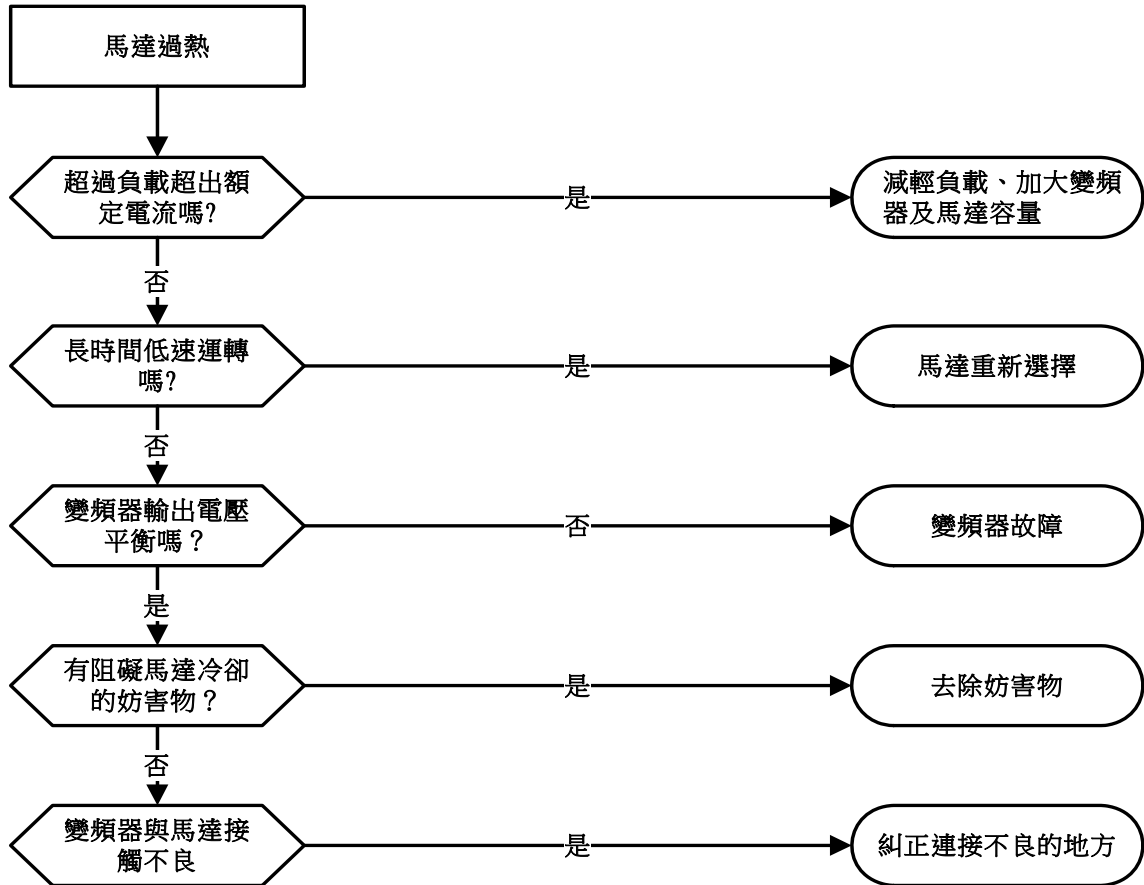 馬達過熱
超過負載超出額
定電流嗎?
是
減輕負載、加大變頻
器及馬達容量
否
長時間低速運轉
嗎?
是
馬達重新選擇
否
變頻器輸出電壓
平衡嗎？
否
變頻器故障
是
有阻礙馬達冷卻
的妨害物？
是
去除妨害物
否
變頻器與馬達接
觸不良
是
糾正連接不良的地方